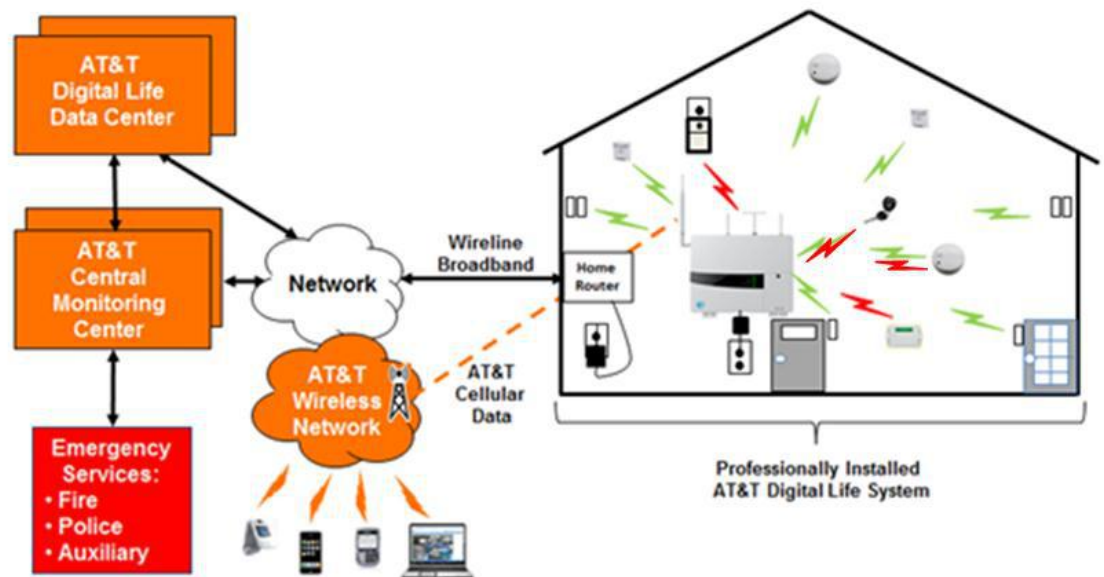 AT&T
Digital Life
Data Center
AT&T
Central
Monitoring
Center
Emergency
Services:
• Fire
• Police
• Auxiliary
Network
AT&T
Wireless
Network
Wireline
Broadband
AT&T
Cellular
Data
Home
Router
Professionally Installed
AT&T Digital Life System